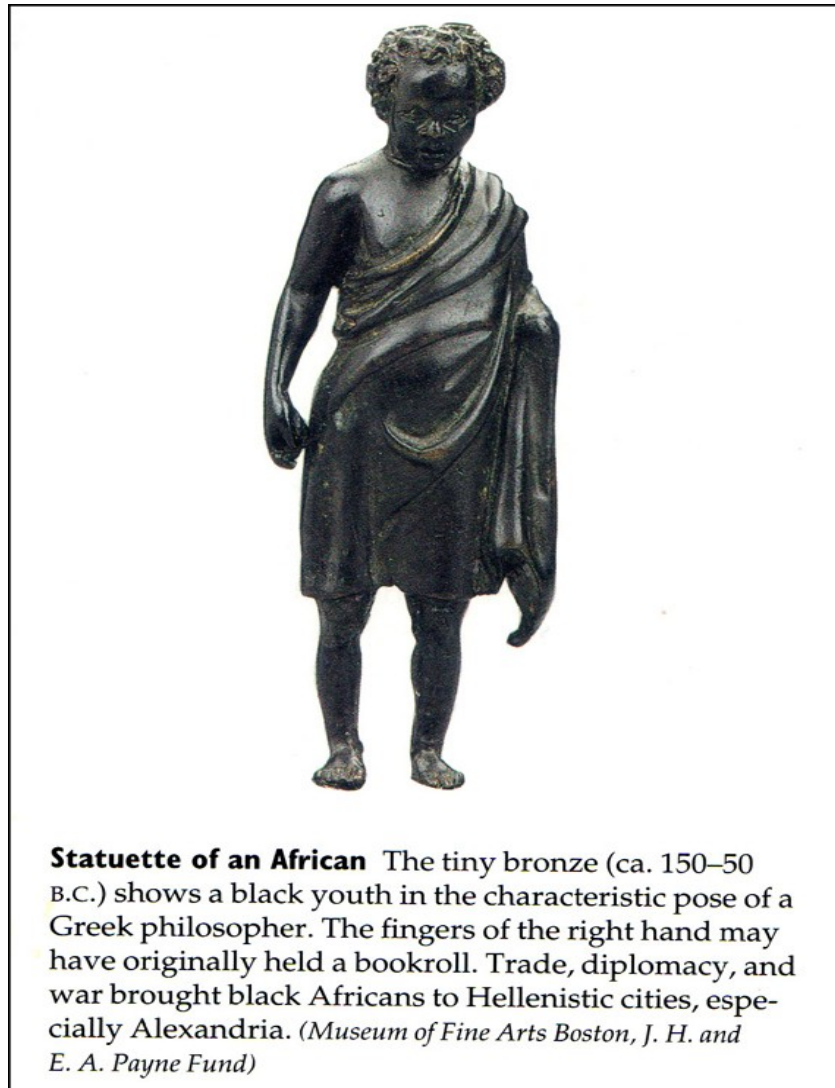 Statuette of an African The tiny bronze (ca. 150–50
B.C.) shows a black youth in the characteristic pose of a
Greek philosopher. The fingers of the right hand may
have originally held a bookroll. Trade, diplomacy, and
war brought black Africans to Hellenistic cities, espe-
cially Alexandria. (Museum of Fine Arts Boston, J. H. and
E. A. Payne Fund)